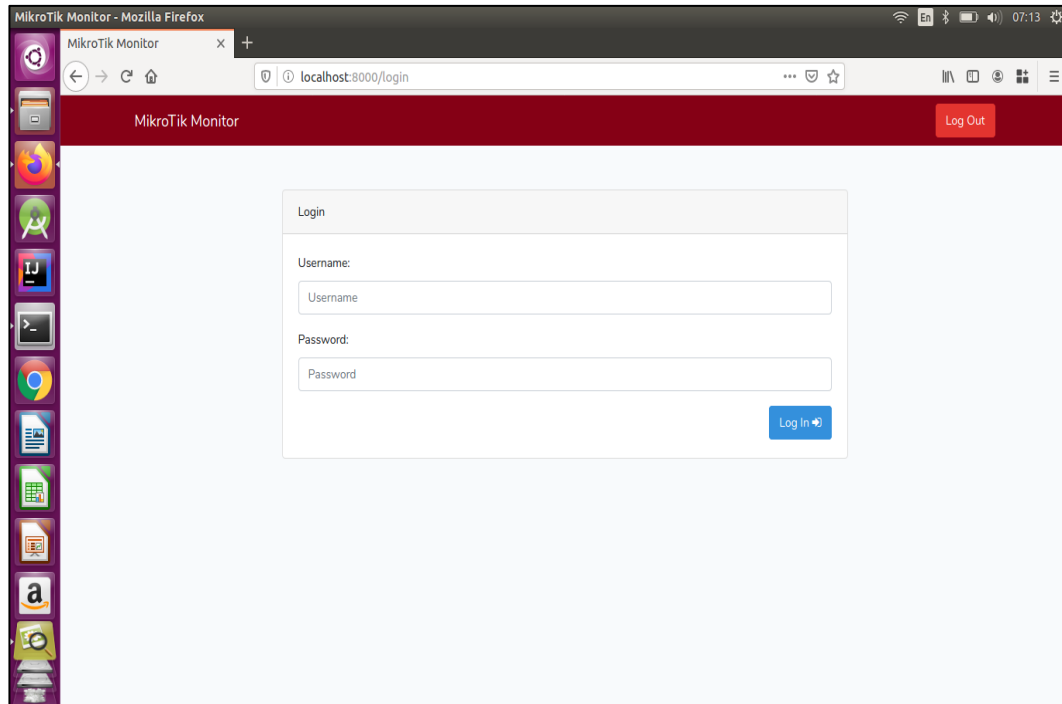 MikroTik Monitor - Mozilla Firefox
En
07:13
MikroTik Monitor
localhost:8000/login
MikroTik Monitor
Log Out
Login
Username:
Username
Password:
Password
Log In
IJ
a